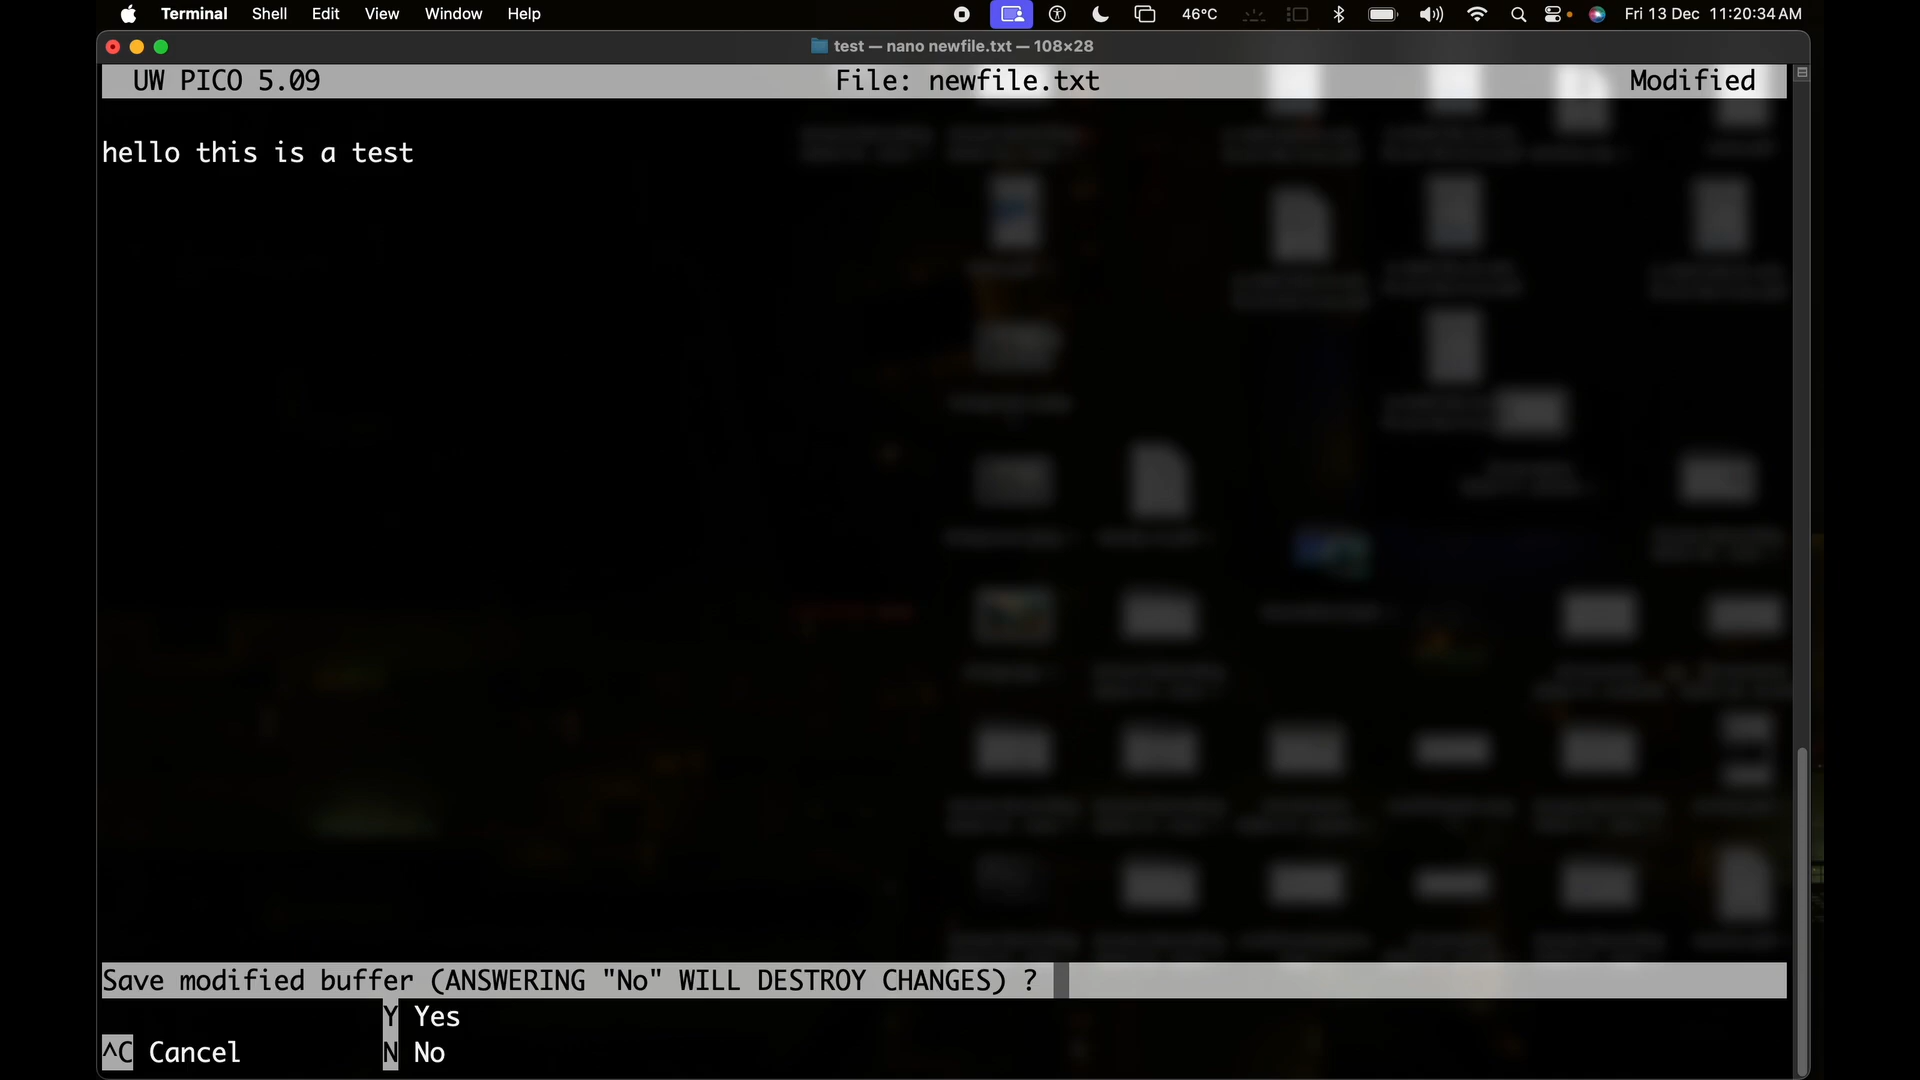 Terminal Shell Edit View Window Help 46°C Fri 13 Dec 11:20:34 AM
test — nano newfile.txt — 108×28
UW PICO 5.09 File: newfile.txt Modified
hello this is a test
Save modified buffer (ANSWERING "No" WILL DESTROY CHANGES) ?
Y Yes
^C Cancel N No